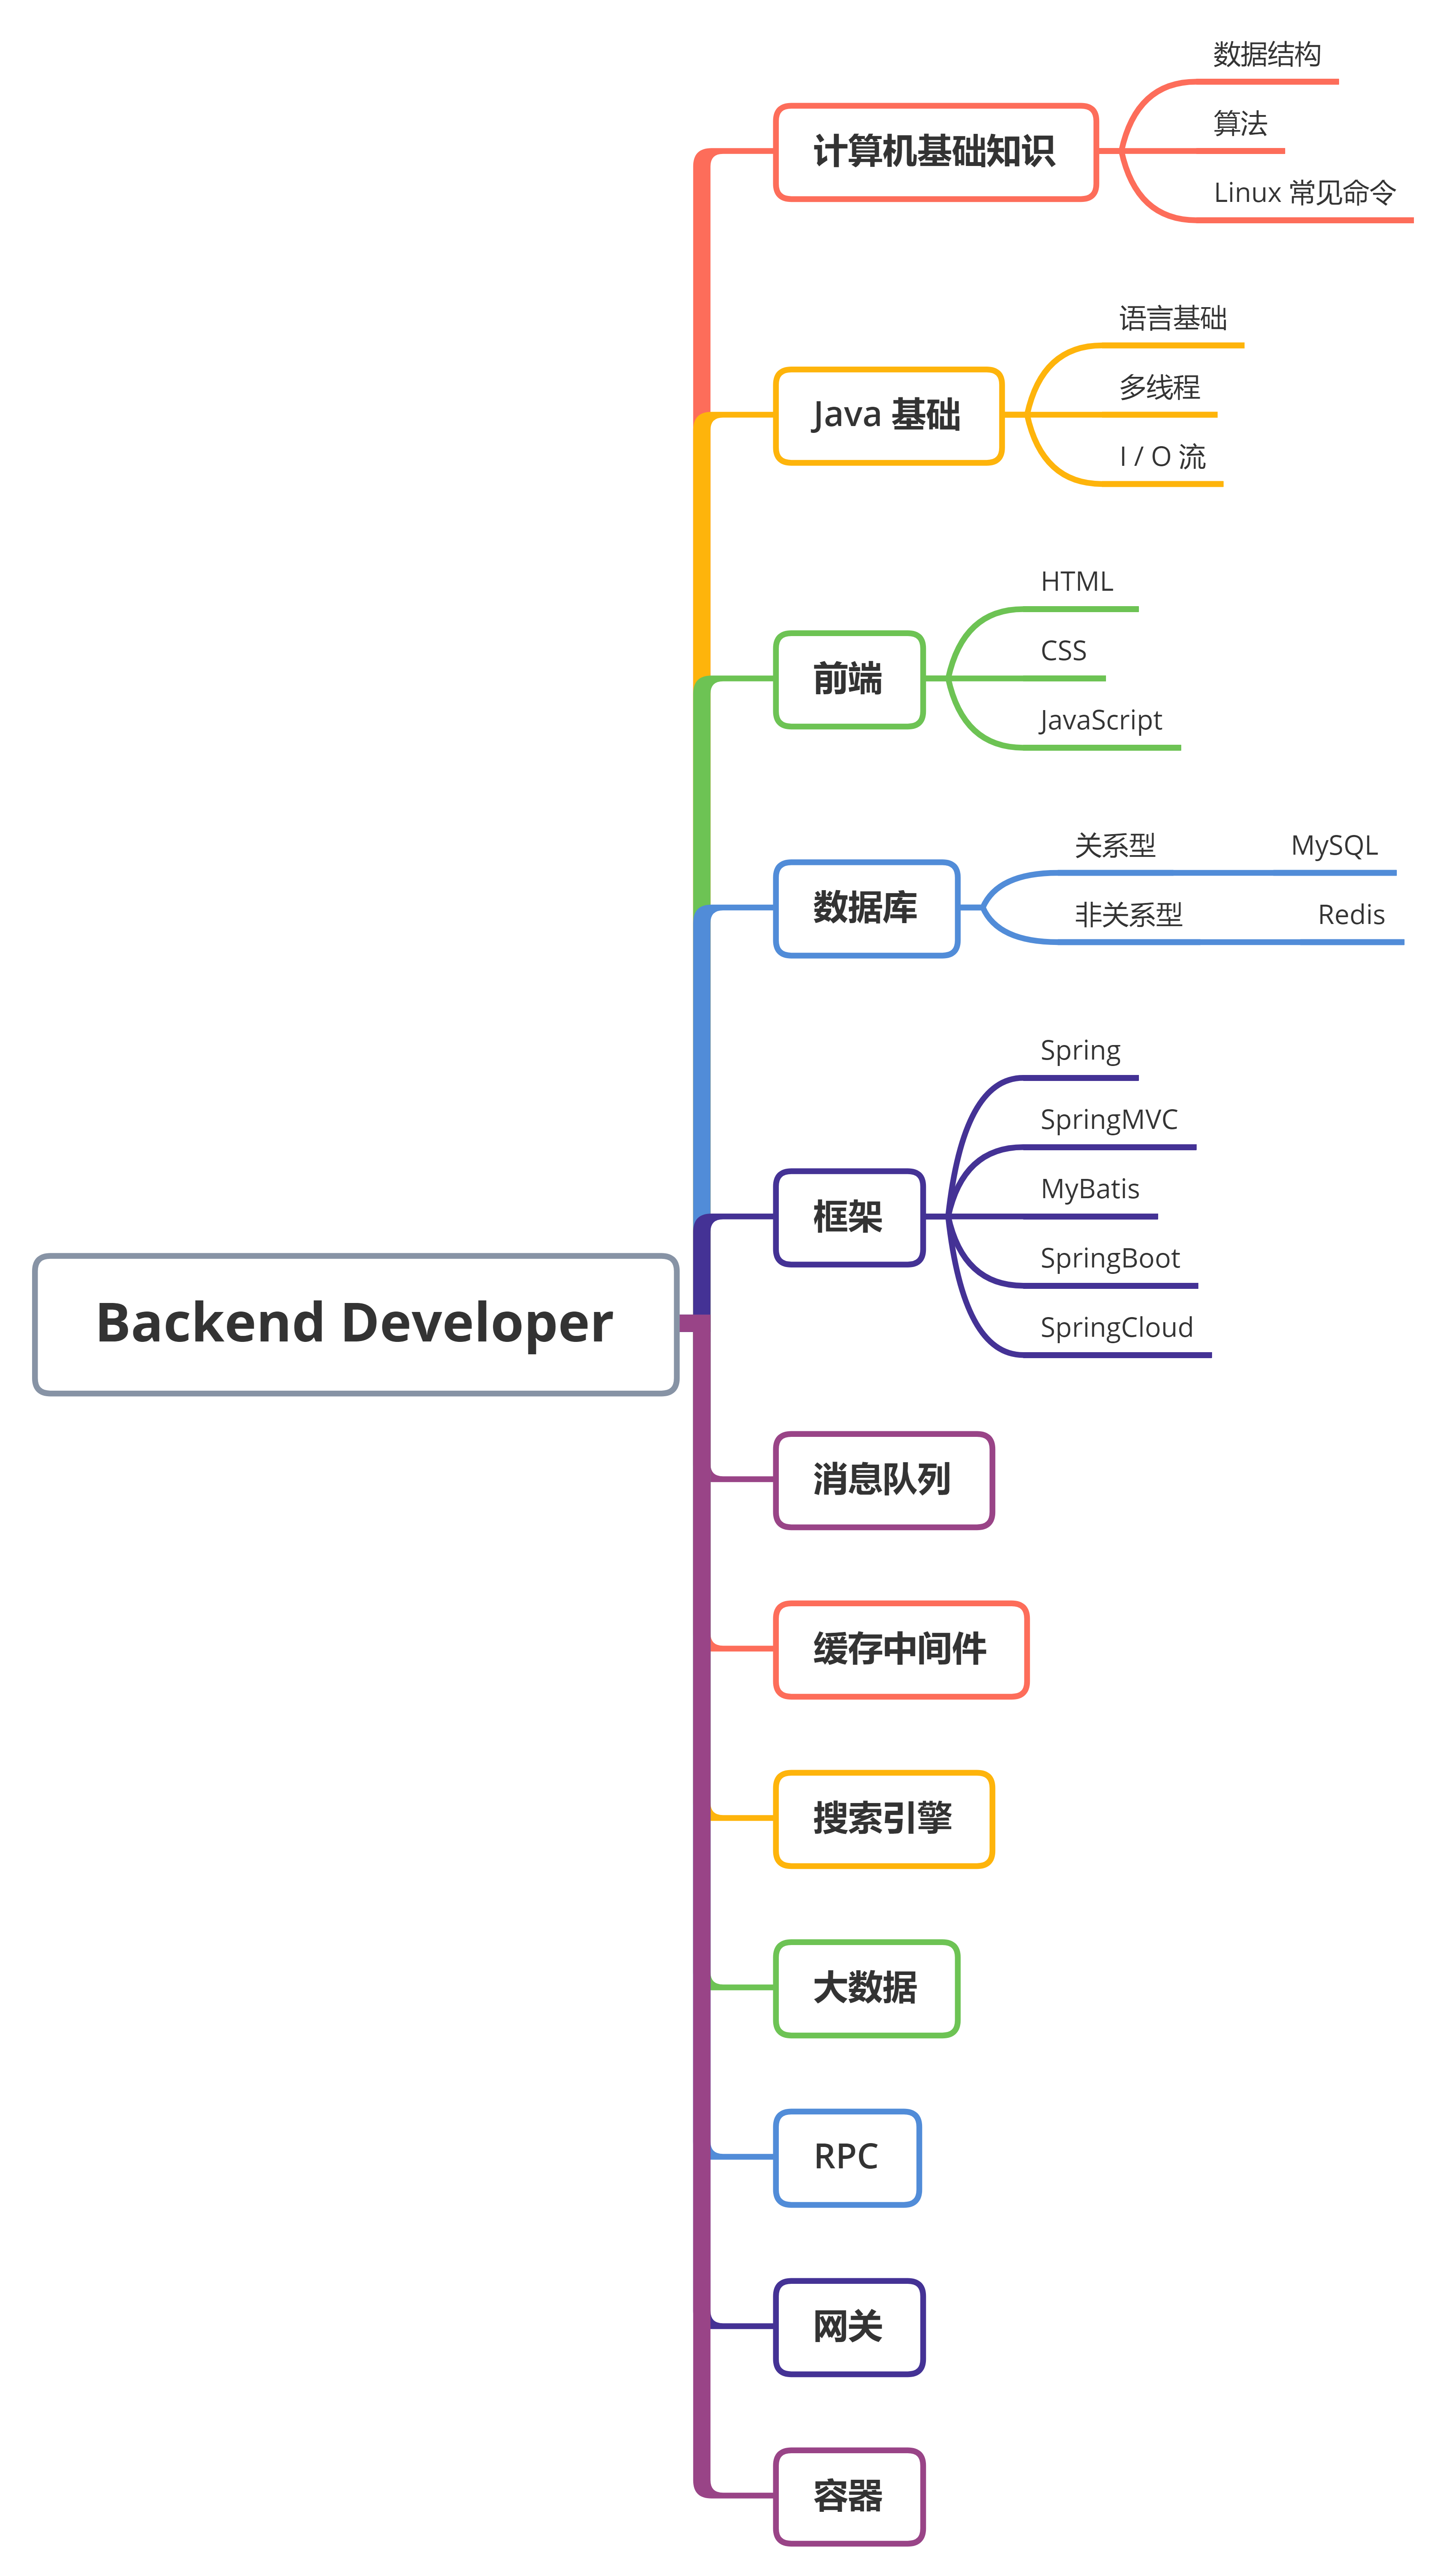 数据结构
计算机基础知识
算法
Linux 常见命令
语言基础
Java 基础
多线程
I / O 流
HTML
前端
CSS
JavaScript
关系型 MySQL
数据库
非关系型 Redis
Spring
SpringMVC
框架
MyBatis
SpringBoot
SpringCloud
Backend Developer
消息队列
缓存中间件
搜索引擎
大数据
RPC
网关
容器